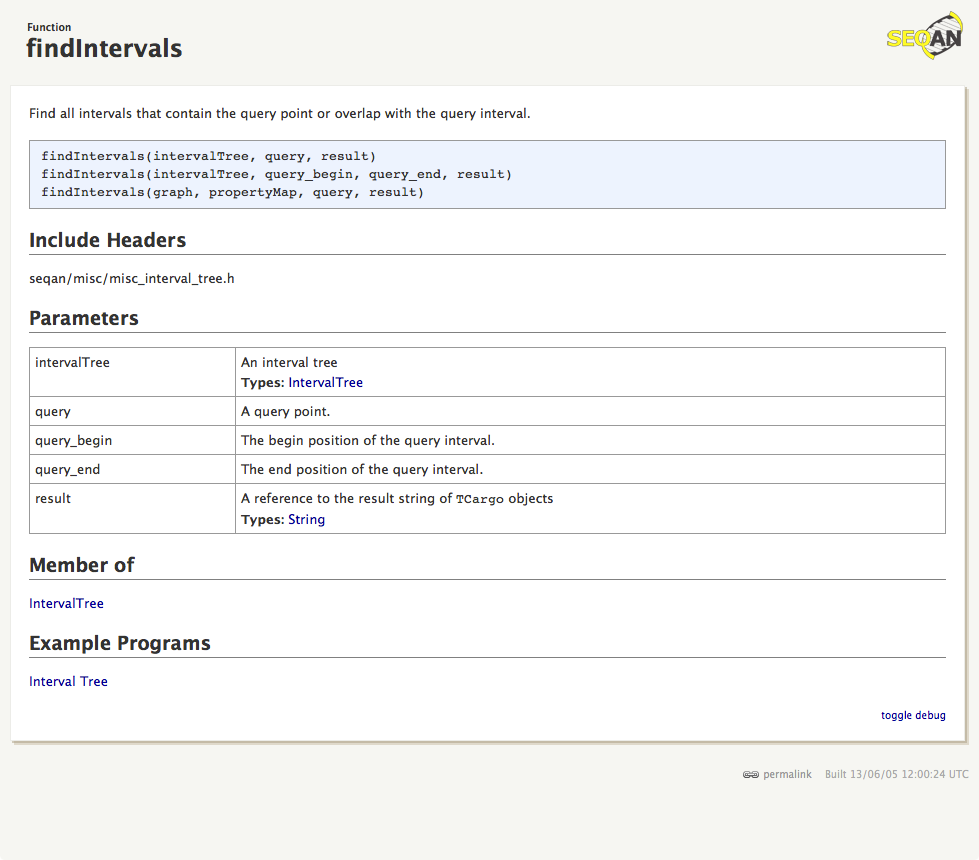 Function
findIntervals
SEQAN
Find all intervals that contain the query point or overlap with the query interval.
findIntervals(intervalTree, query, result)
findIntervals(intervalTree, query_begin, query_end, result)
findIntervals(graph, propertyMap, query, result)
Include Headers
seqan/misc/misc_interval_tree.h
Parameters
intervalTree
An interval tree
Types: IntervalTree
query
A query point.
query_begin
The begin position of the query interval.
query_end
The end position of the query interval.
result
A reference to the result string of TCargo objects
Types: String
Member of
IntervalTree
Example Programs
Interval Tree
toggle debug
permalink
Built 13/06/05 12:00:24 UTC